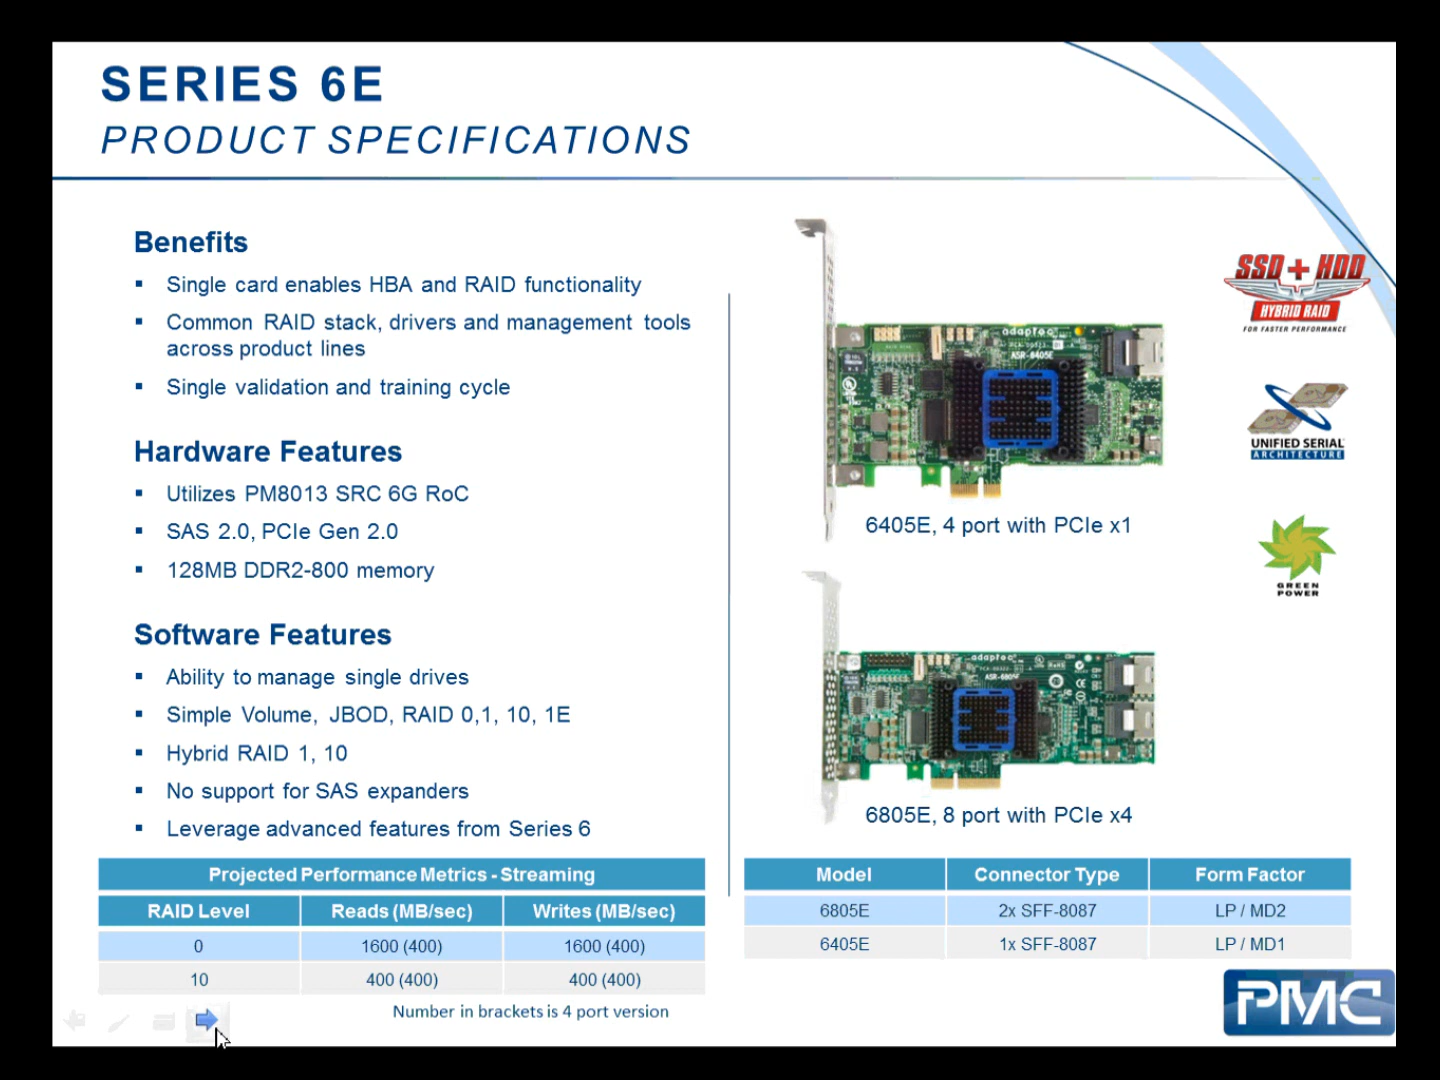 SERIES 6E
PRODUCT SPECIFICATIONS
Benefits
Single card enables HBA and RAID functionality
Common RAID stack, drivers and management tools
across product lines
Single validation and training cycle
Hardware Features
Utilizes PM8013 SRC 6G RoC
SAS 2.0, PCIe Gen 2.0
128MB DDR2-800 memory
Software Features
Ability to manage single drives
Simple Volume, JBOD, RAID 0,1, 10, 1E
Hybrid RAID 1, 10
No support for SAS expanders
Leverage advanced features from Series 6
Projected Performance Metrics - Streaming
RAID Level Reads (MB/sec) Writes (MB/sec)
0 1600 (400) 1600 (400)
10 400 (400) 400 (400)
Number in brackets is 4 port version
adaptec
ASR-6405E
6405E, 4 port with PCIe x1
adaptec
6805E, 8 port with PCIe x4
SSD + HDD
HYBRID RAID
FOR FASTER PERFORMANCE
UNIFIED SERIAL
ARCHITECTURE
GREEN
POWER
Model Connector Type Form Factor
6805E 2x SFF-8087 LP / MD2
6405E 1x SFF-8087 LP / MD1
PMC